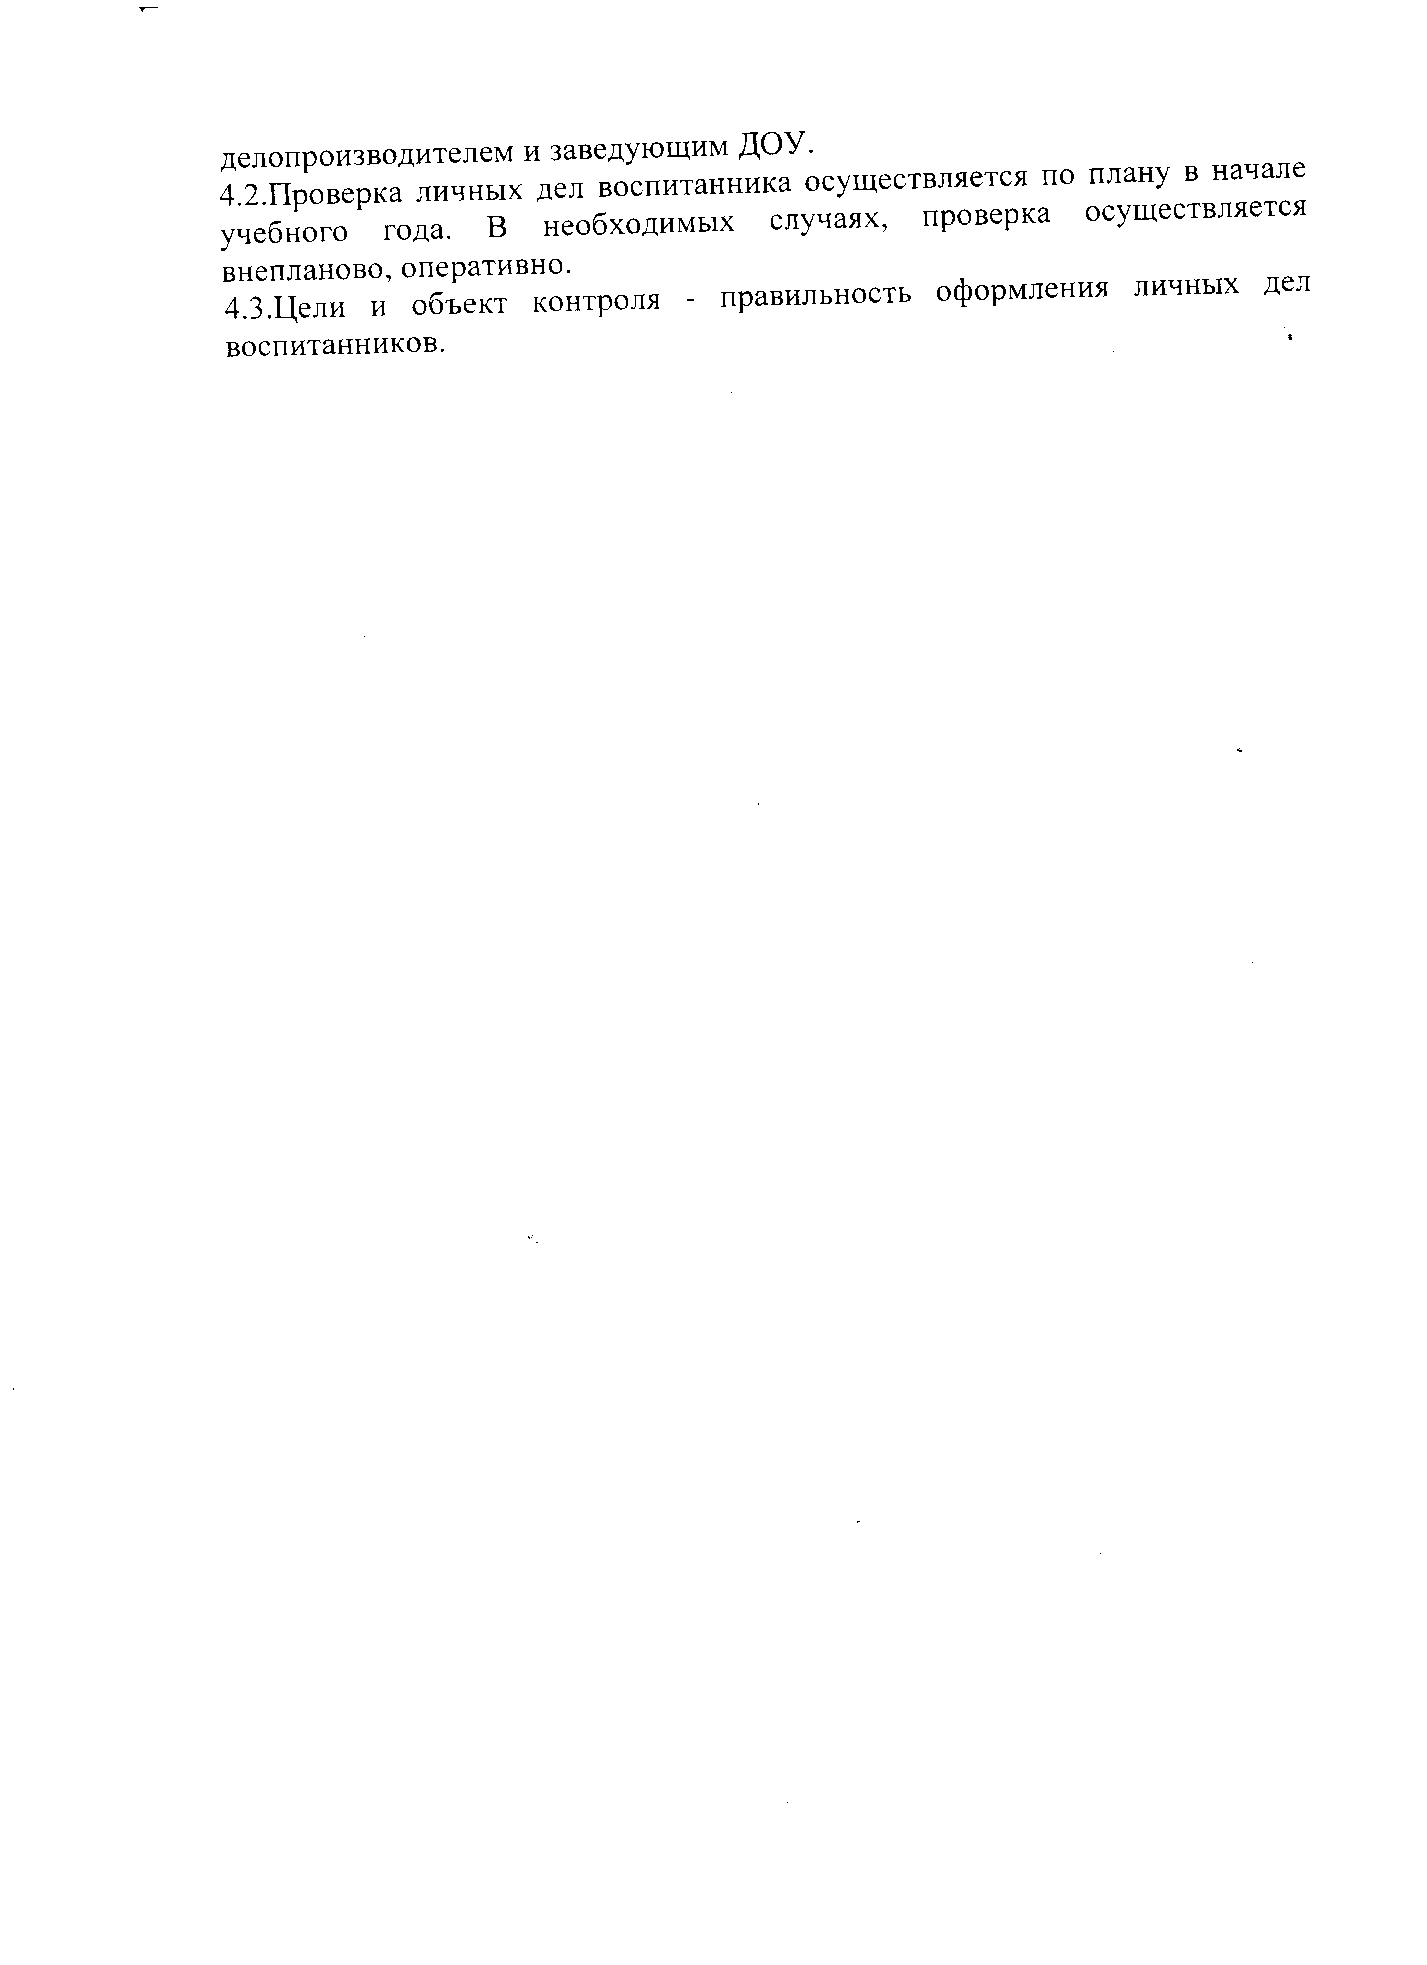 делопроизводителем и заведующим ДОУ.
4.2.Проверка личных дел воспитанника осуществляется по плану в начале
учебного года. В необходимых случаях, проверка осуществляется
внепланово, оперативно.
4.3.Цели и объект контроля - правильность оформления личных дел
воспитанников.